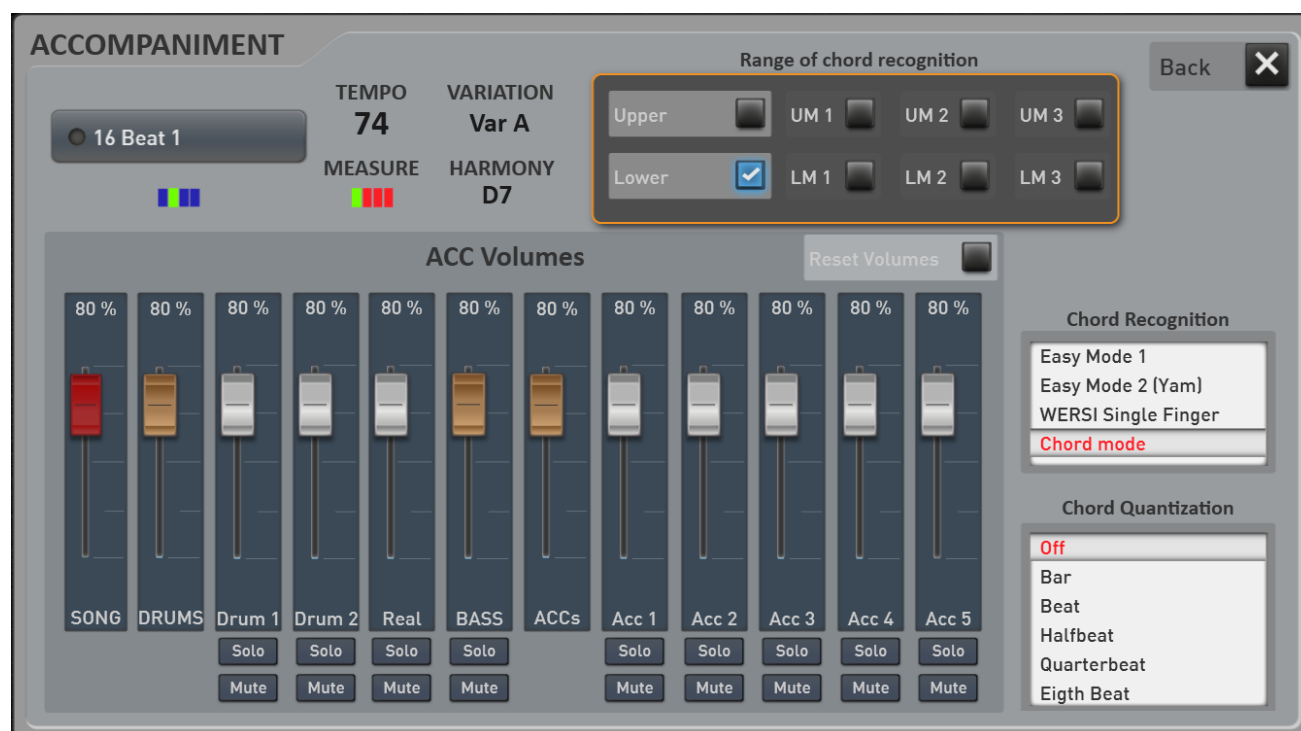 ACCOMPANIMENT
Range of chord recognition
Back
16 Beat 1
TEMPO VARIATION
74 Var A
MEASURE HARMONY
D7
Upper UM 1 UM 2 UM 3
Lower LM 1 LM 2 LM 3
ACC Volumes
Reset Volumes
80 % 80 % 80 % 80 % 80 % 80 % 80 % 80 % 80 % 80 % 80 % 80 %
SONG DRUMS Drum 1 Drum 2 Real BASS ACCs Acc 1 Acc 2 Acc 3 Acc 4 Acc 5
Solo Solo Solo Solo Solo Solo Solo Solo Solo
Mute Mute Mute Mute Mute Mute Mute Mute Mute
Chord Recognition
Easy Mode 1
Easy Mode 2 (Yam)
WERSI Single Finger
Chord mode
Chord Quantization
Off
Bar
Beat
Halfbeat
Quarterbeat
Eigth Beat